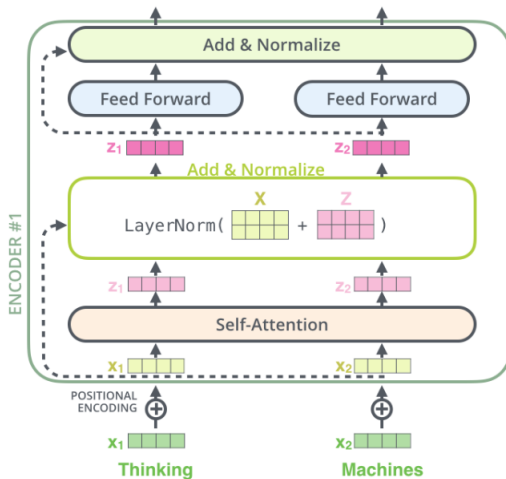 Add & Normalize
Feed Forward Feed Forward
z1 z2
Add & Normalize
X Z
LayerNorm( + )
z1 z2
Self-Attention
x1 x2
ENCODER #1
POSITIONAL
ENCODING
x1 x2
Thinking Machines